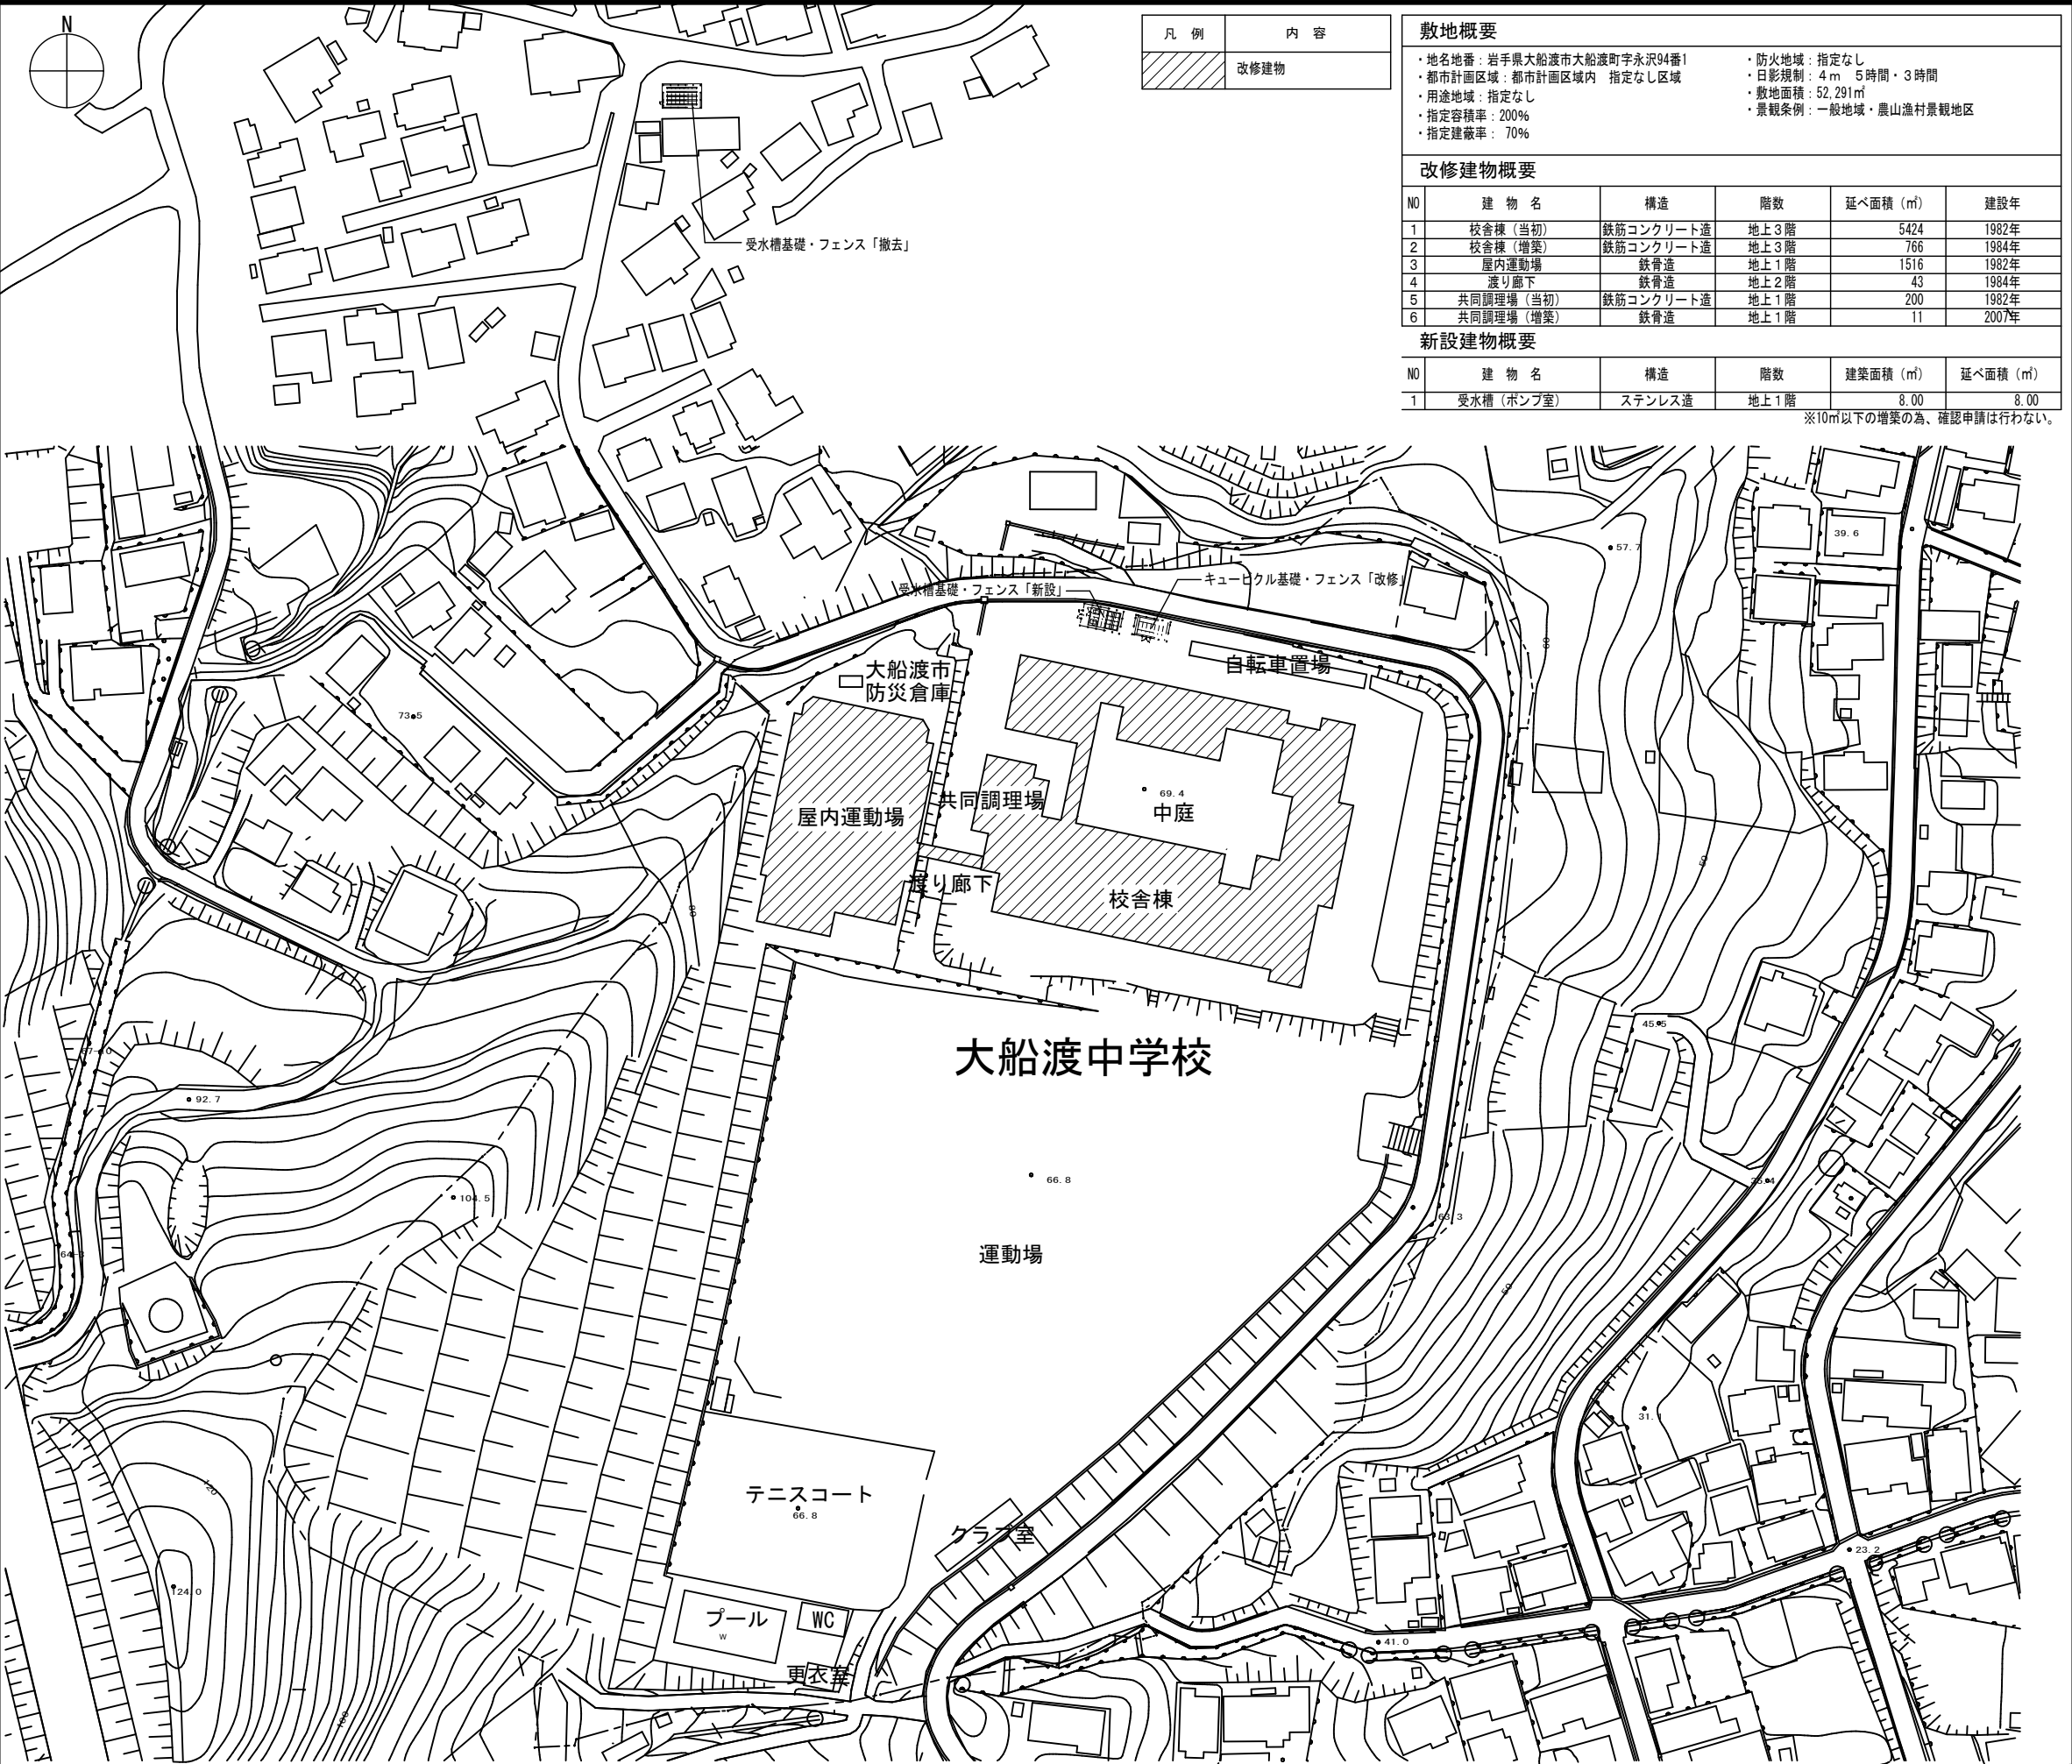 N
凡 例 内 容
改修建物
敷地概要
・地名地番：岩手県大船渡市大船渡町字永沢94番1
・都市計画区域：都市計画区域内 指定なし区域
・用途地域：指定なし
・指定容積率：200%
・指定建蔽率： 70%
・防火地域：指定なし
・日影規制：４ｍ ５時間・３時間
・敷地面積：52,291㎡
・景観条例：一般地域・農山漁村景観地区
改修建物概要
NO 建 物 名 構造 階数 延べ面積（㎡） 建設年
1 校舎棟（当初） 鉄筋コンクリート造 地上３階 5424 1982年
2 校舎棟（増築） 鉄筋コンクリート造 地上３階 766 1984年
3 屋内運動場 鉄骨造 地上１階 1516 1982年
4 渡り廊下 鉄骨造 地上２階 43 1984年
5 共同調理場（当初） 鉄筋コンクリート造 地上１階 200 1982年
6 共同調理場（増築） 鉄骨造 地上１階 11 2007年
新設建物概要
NO 建 物 名 構造 階数 建築面積（㎡） 延べ面積（㎡）
1 受水槽（ポンプ室） ステンレス造 地上１階 8.00 8.00
※10㎡以下の増築の為、確認申請は行わない。
受水槽基礎・フェンス「撤去」
57.7
39.6
受水槽基礎・フェンス「新設」
キュービクル基礎・フェンス「改修」
60
大船渡市
防災倉庫
自転車置場
73.5
69.4
中庭
共同調理場
屋内運動場
50
渡り廊下
校舎棟
80
45.5
大船渡中学校
92.7
66.8
104.5
63.3
運動場
50
31.1
120
テニスコート
66.8
クラブ室
23.2
124.0
プール
W
WC
41.0
更衣室
100